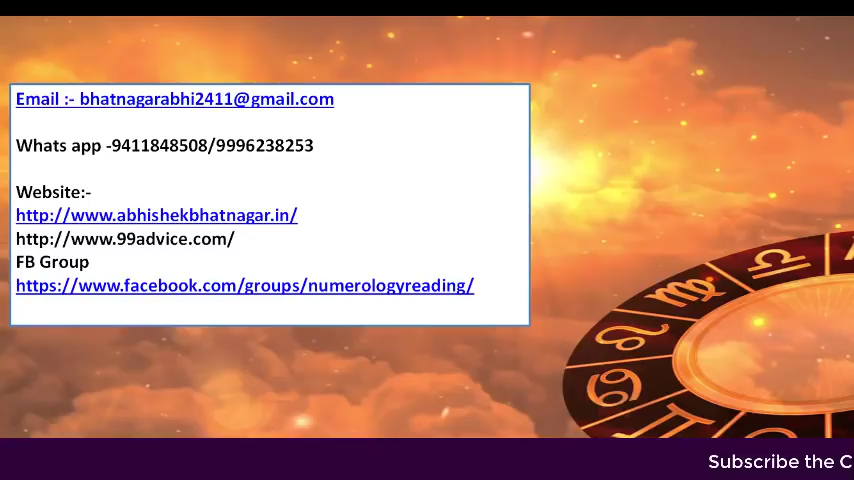 Email :- bhatnagarabhi2411@gmail.com
Whats app -9411848508/9996238253
Website:-
http://www.abhishekbhatnagar.in/
http://www.99advice.com/
FB Group
https://www.facebook.com/groups/numerologyreading/
Subscribe the C